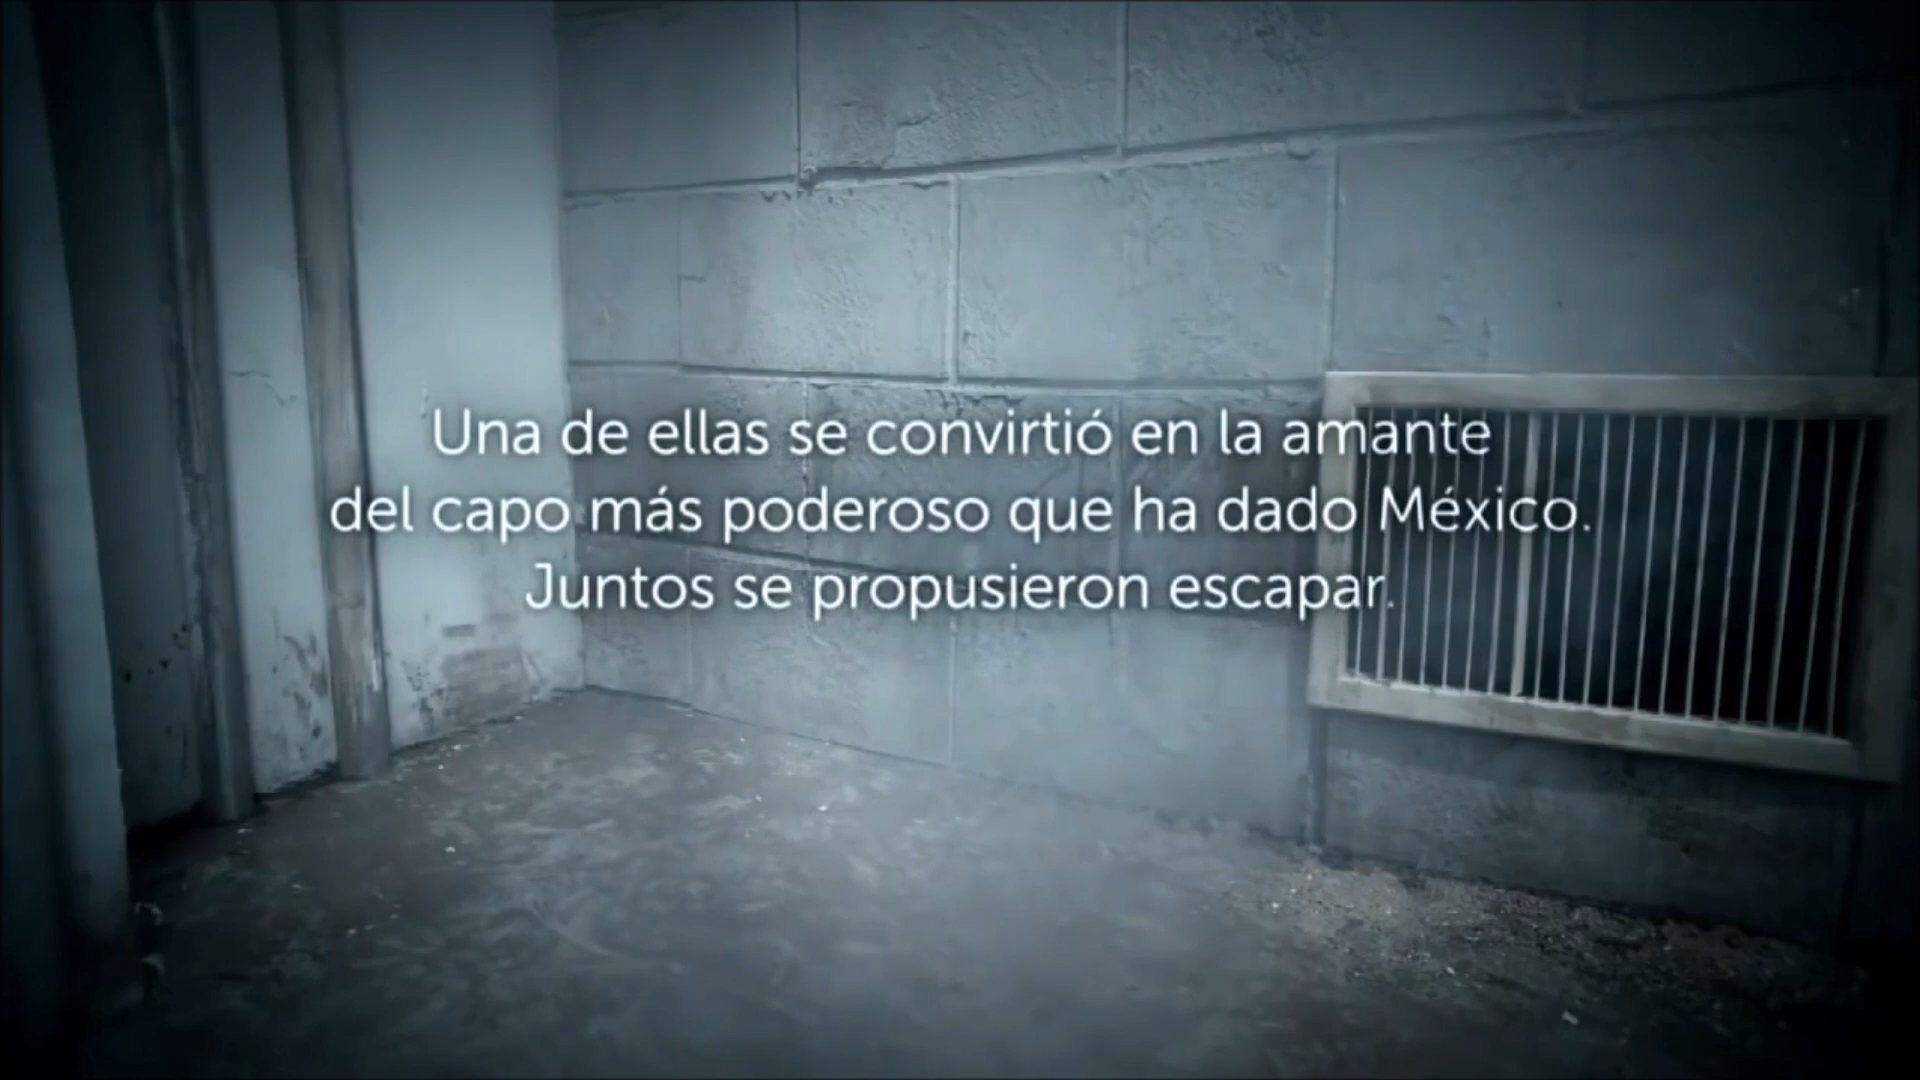 Una de ellas se convirtió en la amante
del capo más poderoso que ha dado México.
Juntos se propusieron escapar.